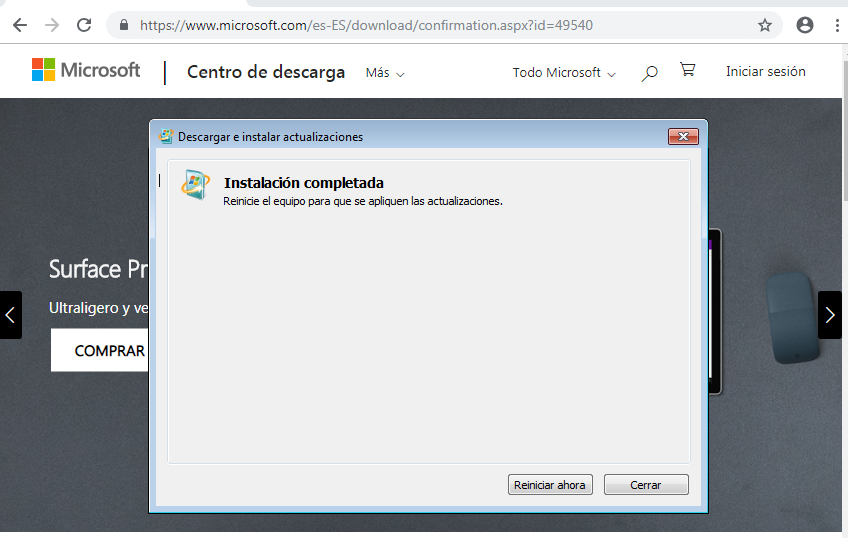 https://www.microsoft.com/es-ES/download/confirmation.aspx?id=49540
Microsoft
Centro de descarga
Más
Todo Microsoft
Iniciar sesión
Descargar e instalar actualizaciones
Instalación completada
Reinicie el equipo para que se apliquen las actualizaciones.
Surface Pr
Ultraligero y ve
COMPRAR
Reiniciar ahora
Cerrar